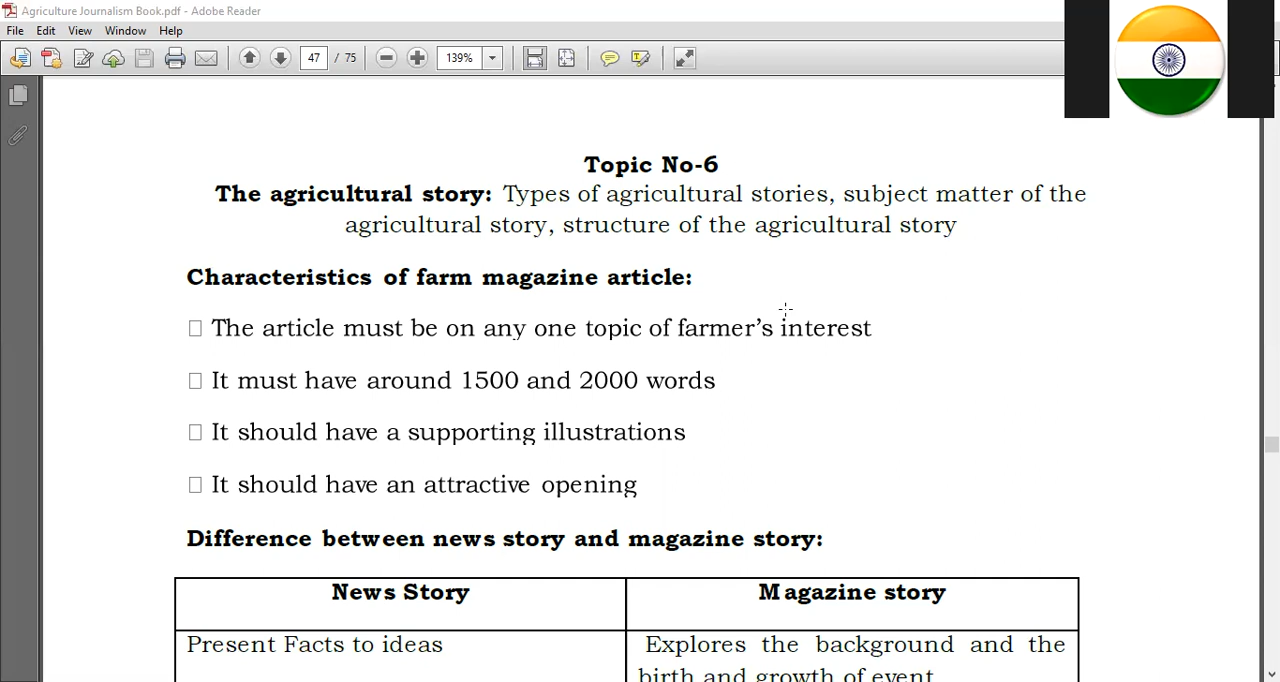 Agriculture Journalism Book.pdf - Adobe Reader
File Edit View Window Help
47 / 75 139%
Topic No-6
The agricultural story: Types of agricultural stories, subject matter of the
agricultural story, structure of the agricultural story
Characteristics of farm magazine article:
The article must be on any one topic of farmer’s interest
It must have around 1500 and 2000 words
It should have a supporting illustrations
It should have an attractive opening
Difference between news story and magazine story:
News Story Magazine story
Present Facts to ideas Explores the background and the
birth and growth of event